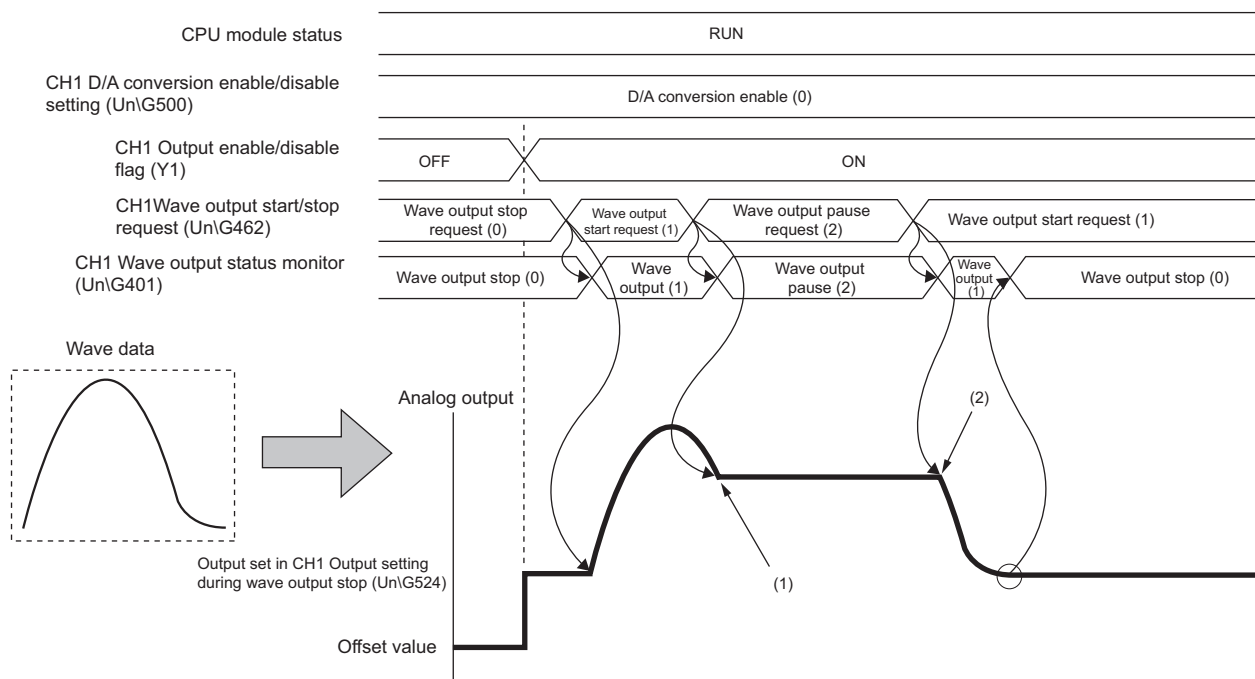 CPU module status
RUN
CH1 D/A conversion enable/disable
setting (Un\G500)
D/A conversion enable (0)
CH1 Output enable/disable
flag (Y1)
OFF
ON
CH1Wave output start/stop
request (Un\G462)
Wave output stop
request (0)
Wave output
start request (1)
Wave output pause
request (2)
Wave output start request (1)
CH1 Wave output status monitor
(Un\G401)
Wave output stop (0)
Wave
output (1)
Wave output
pause (2)
Wave
output
(1)
Wave output stop (0)
Wave data
Analog output
(2)
(1)
Output set in CH1 Output setting
during wave output stop (Un\G524)
Offset value